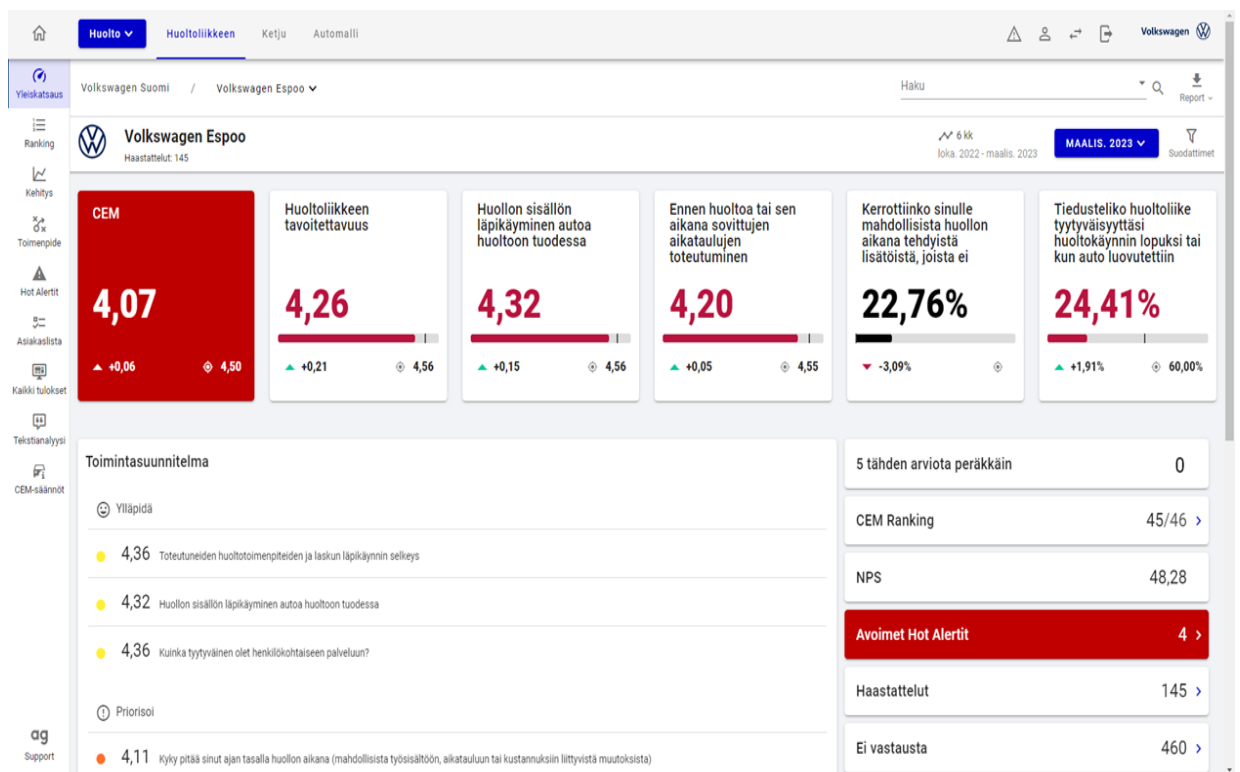 Huolto
Huoltoliikkeen
Ketju
Automalli
Volkswagen
Yleiskatsaus
Volkswagen Suomi / Volkswagen Espoo
Haku
Report
Ranking
Volkswagen Espoo
Haastattelut: 145
6 kk
loka. 2022 - maalis. 2023
MAALIS. 2023
Suodattimet
Kehitys
Toimenpide
Hot Alertit
Asiakaslista
Kaikki tulokset
Tekstianalyysi
CEM-säännöt
CEM
4,07
+0,06
4,50
Huoltoliikkeen
tavoitettavuus
4,26
+0,21
4,56
Huollon sisällön
läpikäyminen autoa
huoltoon tuodessa
4,32
+0,15
4,56
Ennen huoltoa tai sen
aikana sovittujen
aikataulujen
toteutuminen
4,20
+0,05
4,55
Kerrottiinko sinulle
mahdollisista huollon
aikana tehdyistä
lisätöistä, joista ei
22,76%
-3,09%
Tiedusteliko huoltoliike
tyytyväisyyttäsi
huoltokäynnin lopuksi tai
kun auto luovutettiin
24,41%
+1,91%
60,00%
Toimintasuunnitelma
Ylläpidä
4,36 Toteutuneiden huoltotoimenpiteiden ja laskun läpikäynnin selkeys
4,32 Huollon sisällön läpikäyminen autoa huoltoon tuodessa
4,36 Kuinka tyytyväinen olet henkilökohtaiseen palveluun?
Priorisoi
4,11 Kyky pitää sinut ajan tasalla huollon aikana (mahdollisista työsisältöön, aikatauluun tai kustannuksiin liittyvistä muutoksista)
5 tähden arviota peräkkäin 0
CEM Ranking 45/46
NPS 48,28
Avoimet Hot Alertit 4
Haastattelut 145
Ei vastausta 460
ag
Support